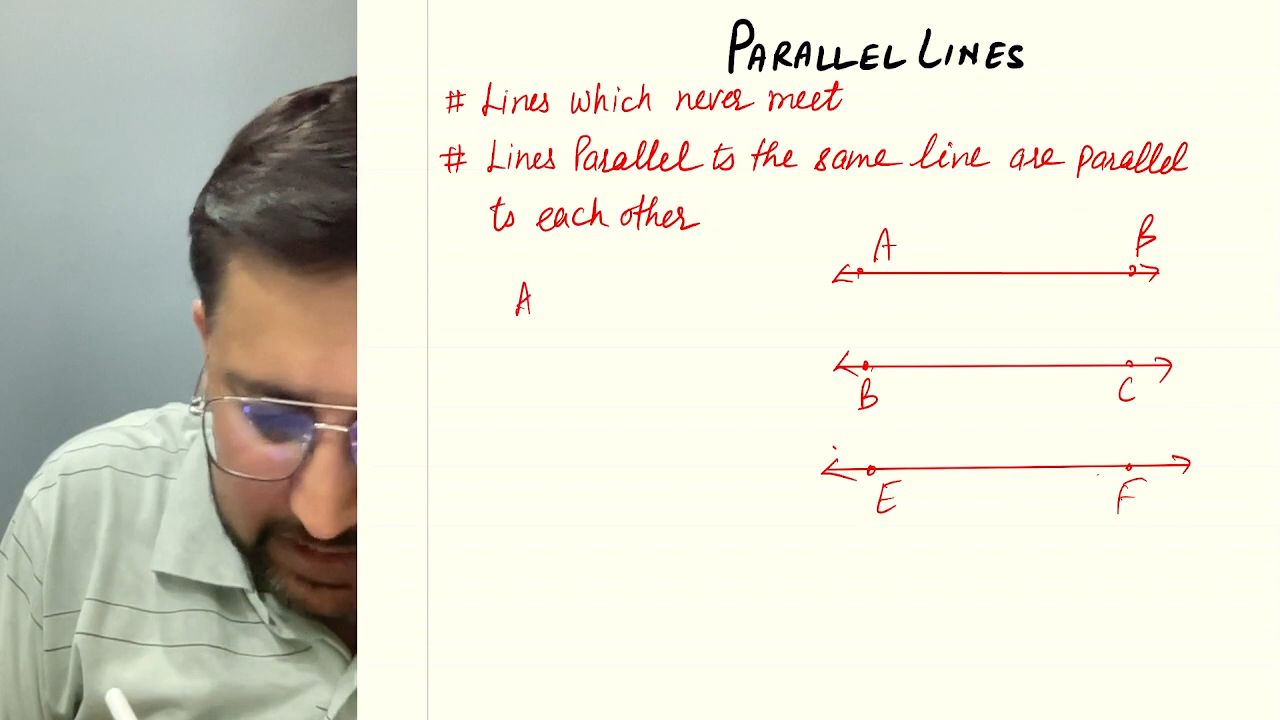 PARALLEL LINES
# Lines which never meet
# Lines Parallel to the same line are parallel
to each other
A B
A
B C
E F